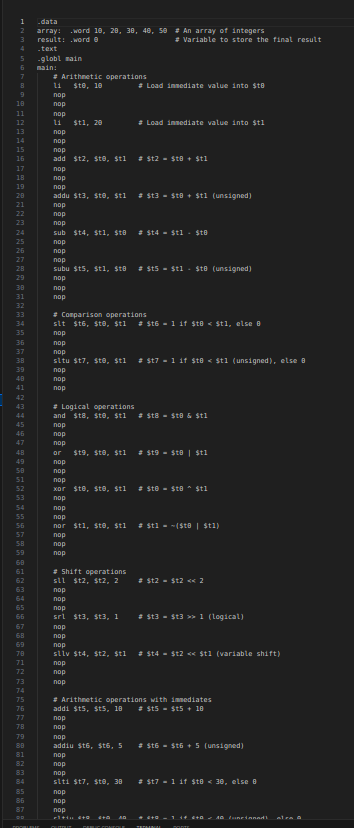 1 .data
2 array: .word 10, 20, 30, 40, 50 # An array of integers
3 result: .word 0 # Variable to store the final result
4 .text
5 .globl main
6 main:
7 # Arithmetic operations
8 li $t0, 10 # Load immediate value into $t0
9 nop
10 nop
11 nop
12 li $t1, 20 # Load immediate value into $t1
13 nop
14 nop
15 nop
16 add $t2, $t0, $t1 # $t2 = $t0 + $t1
17 nop
18 nop
19 nop
20 addu $t3, $t0, $t1 # $t3 = $t0 + $t1 (unsigned)
21 nop
22 nop
23 nop
24 sub $t4, $t1, $t0 # $t4 = $t1 - $t0
25 nop
26 nop
27 nop
28 subu $t5, $t1, $t0 # $t5 = $t1 - $t0 (unsigned)
29 nop
30 nop
31 nop
32
33 # Comparison operations
34 slt $t6, $t0, $t1 # $t6 = 1 if $t0 < $t1, else 0
35 nop
36 nop
37 nop
38 sltu $t7, $t0, $t1 # $t7 = 1 if $t0 < $t1 (unsigned), else 0
39 nop
40 nop
41 nop
42
43 # Logical operations
44 and $t8, $t0, $t1 # $t8 = $t0 & $t1
45 nop
46 nop
47 nop
48 or $t9, $t0, $t1 # $t9 = $t0 | $t1
49 nop
50 nop
51 nop
52 xor $t0, $t0, $t1 # $t0 = $t0 ^ $t1
53 nop
54 nop
55 nop
56 nor $t1, $t0, $t1 # $t1 = ~($t0 | $t1)
57 nop
58 nop
59 nop
60
61 # Shift operations
62 sll $t2, $t2, 2 # $t2 = $t2 << 2
63 nop
64 nop
65 nop
66 srl $t3, $t3, 1 # $t3 = $t3 >> 1 (logical)
67 nop
68 nop
69 nop
70 sllv $t4, $t2, $t1 # $t4 = $t2 << $t1 (variable shift)
71 nop
72 nop
73 nop
74
75 # Arithmetic operations with immediates
76 addi $t5, $t5, 10 # $t5 = $t5 + 10
77 nop
78 nop
79 nop
80 addiu $t6, $t6, 5 # $t6 = $t6 + 5 (unsigned)
81 nop
82 nop
83 nop
84 slti $t7, $t0, 30 # $t7 = 1 if $t0 < 30, else 0
85 nop
86 nop
87 nop
88 sltiu $t8, $t0, 40 # $t8 = 1 if $t0 < 40 (unsigned), else 0